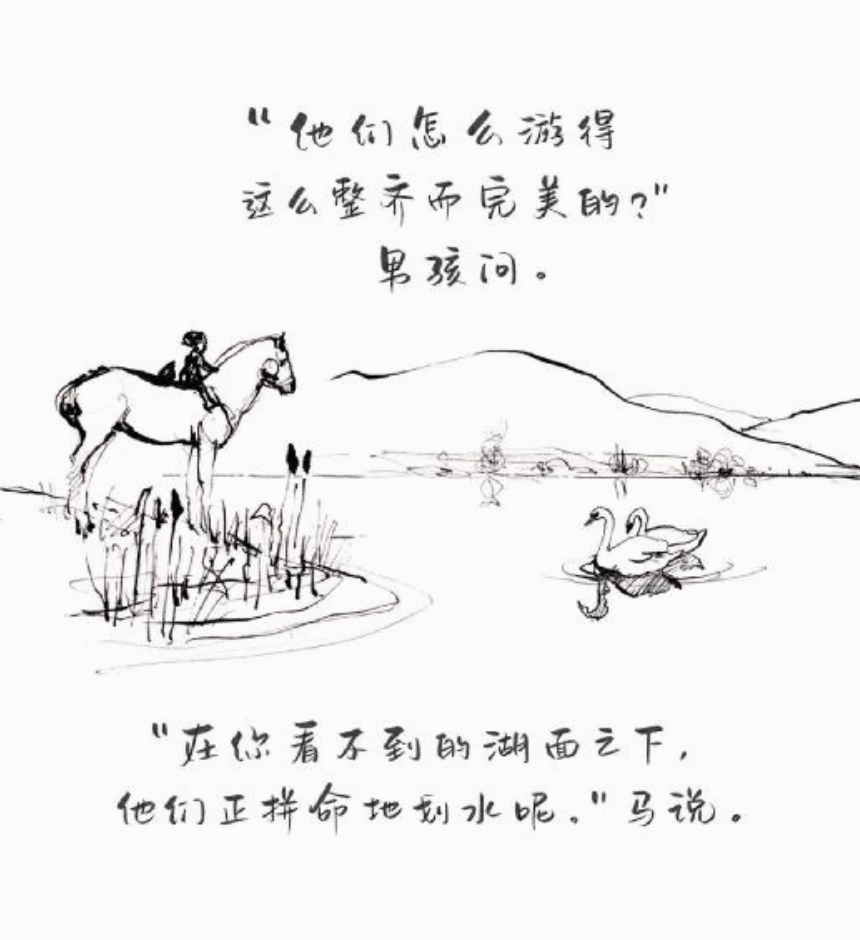 “他们怎么游得
这么整齐而完美的?”
男孩问。
“在你看不到的湖面之下,
他们正拼命地划水呢。”马说。